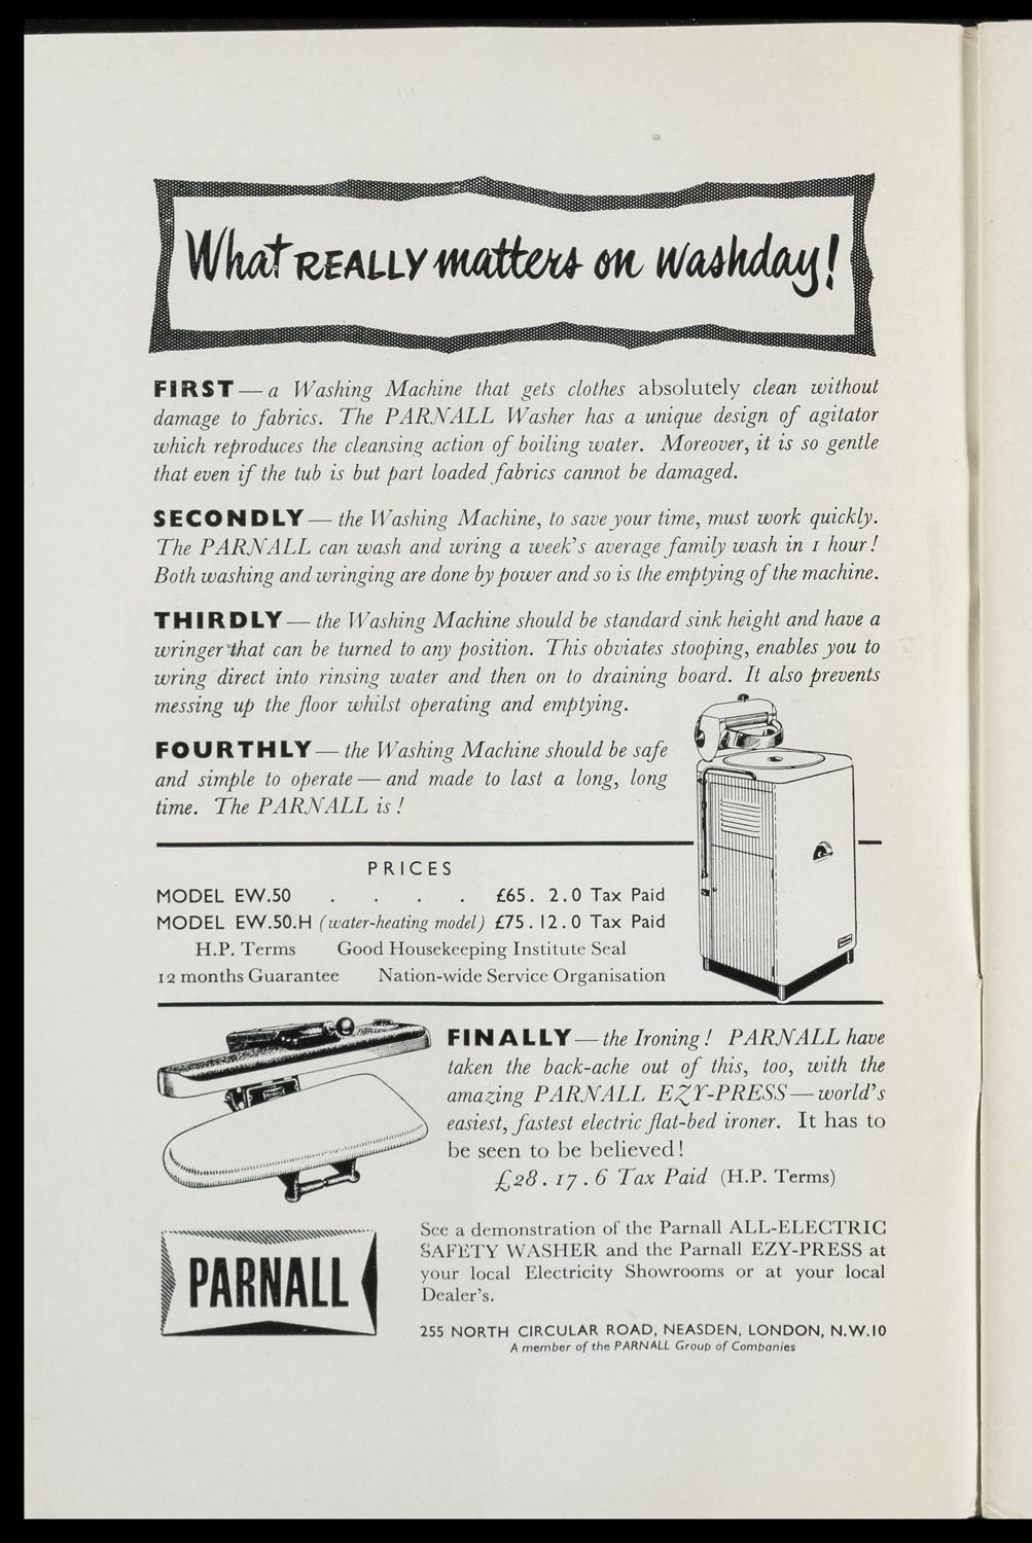 What REALLY matters on washday!
FIRST — a Washing Machine that gets clothes absolutely clean without
damage to fabrics. The PARNALL Washer has a unique design of agitator
which reproduces the cleansing action of boiling water. Moreover, it is so gentle
that even if the tub is but part loaded fabrics cannot be damaged.
SECONDLY — the Washing Machine, to save your time, must work quickly.
The PARNALL can wash and wring a week's average family wash in 1 hour!
Both washing and wringing are done by power and so is the emptying of the machine.
THIRDLY — the Washing Machine should be standard sink height and have a
wringer that can be turned to any position. This obviates stooping, enables you to
wring direct into rinsing water and then on to draining board. It also prevents
messing up the floor whilst operating and emptying.
FOURTHLY — the Washing Machine should be safe
and simple to operate — and made to last a long, long
time. The PARNALL is!
PRICES
MODEL EW.50 . . . . £65. 2.0 Tax Paid
MODEL EW.50.H (water-heating model) £75.12.0 Tax Paid
H.P. Terms Good Housekeeping Institute Seal
12 months Guarantee Nation-wide Service Organisation
FINALLY — the Ironing! PARNALL have
taken the back-ache out of this, too, with the
amazing PARNALL EZY-PRESS — world's
easiest, fastest electric flat-bed ironer. It has to
be seen to be believed!
£28.17.6 Tax Paid (H.P. Terms)
PARNALL
See a demonstration of the Parnall ALL-ELECTRIC
SAFETY WASHER and the Parnall EZY-PRESS at
your local Electricity Showrooms or at your local
Dealer's.
255 NORTH CIRCULAR ROAD, NEASDEN, LONDON, N.W.10
A member of the PARNALL Group of Companies